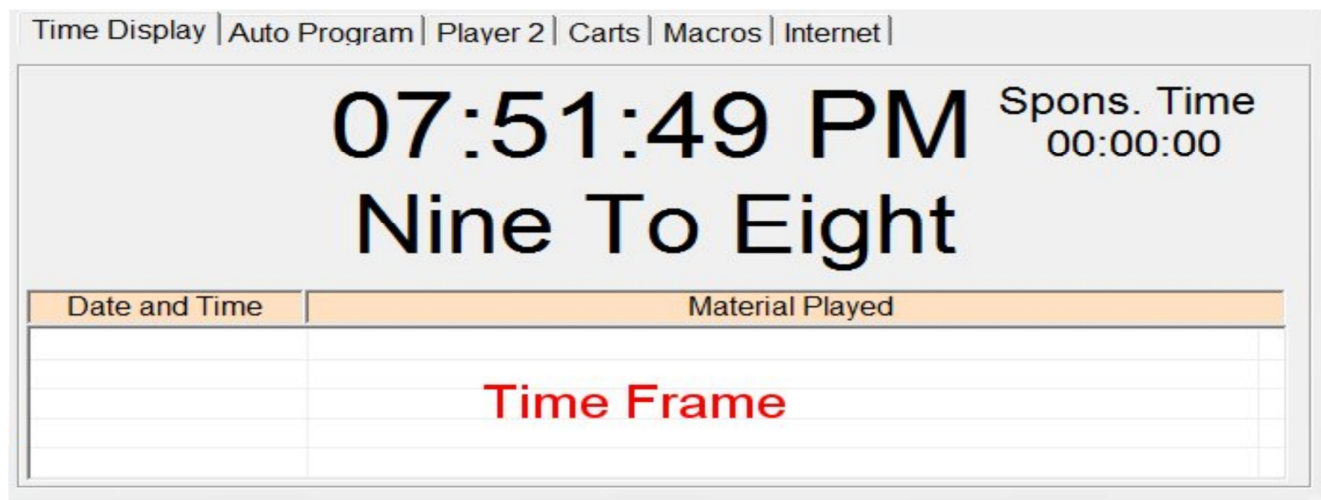 Time Display Auto Program Player 2 Carts Macros Internet
07:51:49 PM
Spons. Time
00:00:00
Nine To Eight
Date and Time Material Played
Time Frame